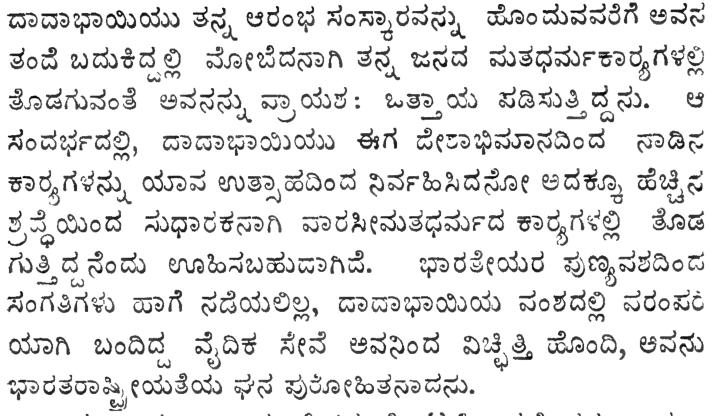 ದಾದಾಭಾಯಿಯು ತನ್ನ ಆರಂಭ ಸಂಸ್ಕಾರವನ್ನು ಹೊಂದುವವರೆಗೆ ಅವನ
ತಂದೆ ಬದುಕಿದ್ದಲ್ಲಿ ಮೋಬೆದನಾಗಿ ತನ್ನ ಜನದ ಮತಧರ್ಮಕಾರ‍್ಯಗಳಲ್ಲಿ
ತೊಡಗುವಂತೆ ಅವನನ್ನು ಪ್ರಾಯಶಃ ಒತ್ತಾಯ ಪಡಿಸುತ್ತಿದ್ದನು. ಆ
ಸಂದರ್ಭದಲ್ಲಿ, ದಾದಾಭಾಯಿಯು ಈಗ ದೇಶಾಭಿಮಾನದಿಂದ ನಾಡಿನ
ಕಾರ‍್ಯಗಳನ್ನು ಯಾವ ಉತ್ಸಾಹದಿಂದ ನಿರ್ವಹಿಸಿದನೋ ಅದಕ್ಕೂ ಹೆಚ್ಚಿನ
ಶ್ರದ್ಧೆಯಿಂದ ಸುಧಾರಕನಾಗಿ ಪಾರಸೀಮತಧರ್ಮದ ಕಾರ‍್ಯಗಳಲ್ಲಿ ತೊಡ
ಗುತ್ತಿದ್ದನೆಂದು ಊಹಿಸಬಹುದಾಗಿದೆ. ಭಾರತೀಯರ ಪುಣ್ಯವಶದಿಂದ
ಸಂಗತಿಗಳು ಹಾಗೆ ನಡೆಯಲಿಲ್ಲ, ದಾದಾಭಾಯಿಯ ವಂಶದಲ್ಲಿ ಪರಂಪರೆ
ಯಾಗಿ ಬಂದಿದ್ದ ವೈದಿಕ ಸೇವೆ ಅವನಿಂದ ವಿಚ್ಛಿತ್ತಿ ಹೊಂದಿ, ಅವನು
ಭಾರತರಾಷ್ಟ್ರೀಯತೆಯ ಘನ ಪುರೋಹಿತನಾದನು.